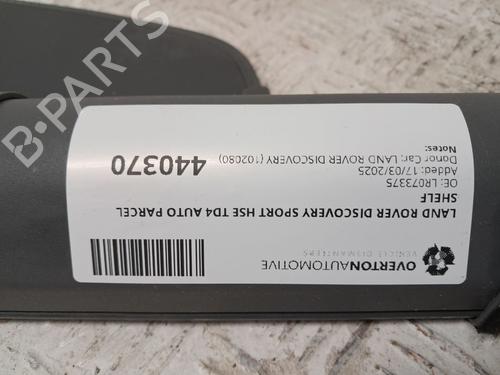 OVERTONAUTOMOTIVE
VEHICLE DISMANTLERS
LAND ROVER DISCOVERY SPORT HSE TD4 AUTO PARCEL
SHELF
OE: LR073375
Added: 17/03/2025
Donor Car: LAND ROVER DISCOVERY (102080)
Notes:
440370
B-PARTS